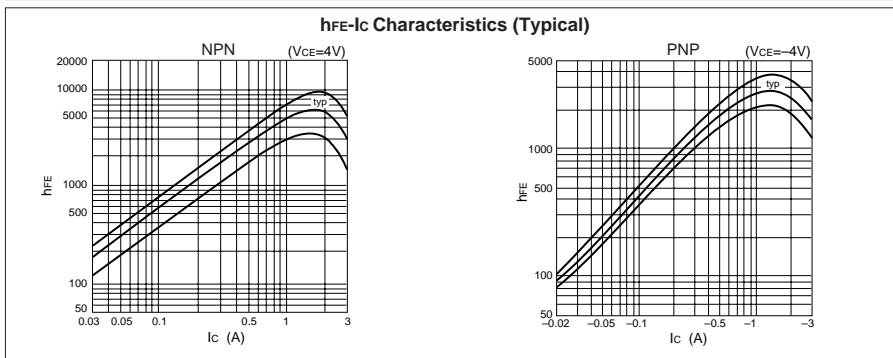 hFE-IC Characteristics (Typical)
NPN (VCE=4V)
20000
10000
5000
1000
500
100
50
hFE
typ
0.03 0.05 0.1 0.5 1 3
IC (A)
PNP (VCE=–4V)
5000
1000
500
100
50
hFE
typ
–0.02 –0.05 –0.1 –0.5 –1 –3
IC (A)